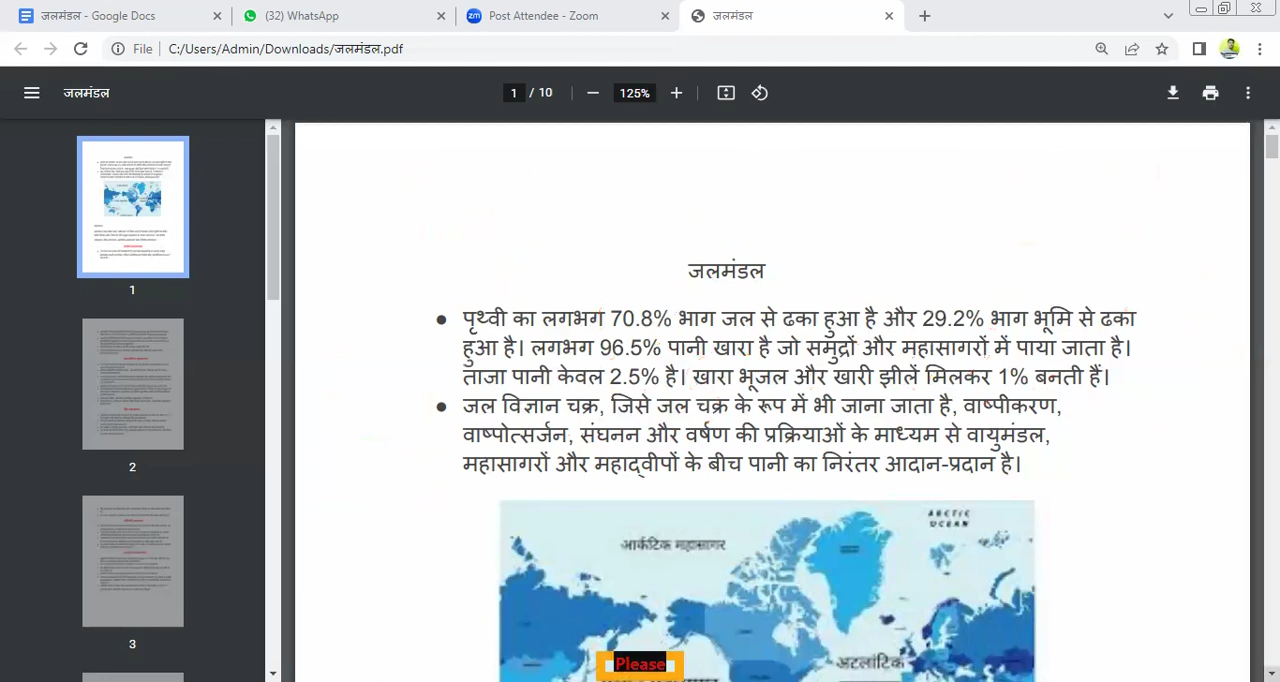 जलमंडल - Google Docs
(32) WhatsApp
Post Attendee - Zoom
जलमंडल
File
C:/Users/Admin/Downloads/जलमंडल.pdf
जलमंडल
1 / 10
125%
जलमंडल
● पृथ्वी का लगभग 70.8% भाग जल से ढका हुआ है और 29.2% भाग भूमि से ढका
हुआ है। लगभग 96.5% पानी खारा है जो समुद्रों और महासागरों में पाया जाता है।
ताजा पानी केवल 2.5% है। खारा भूजल और खारी झीलें मिलकर 1% बनती हैं।
● जल विज्ञान चक्र, जिसे जल चक्र के रूप में भी जाना जाता है, वाष्पीकरण,
वाष्पोत्सर्जन, संघनन और वर्षण की प्रक्रियाओं के माध्यम से वायुमंडल,
महासागरों और महाद्वीपों के बीच पानी का निरंतर आदान-प्रदान है।
ARCTIC
OCEAN
आर्कटिक महासागर
अटलांटिक
Please
1
2
3